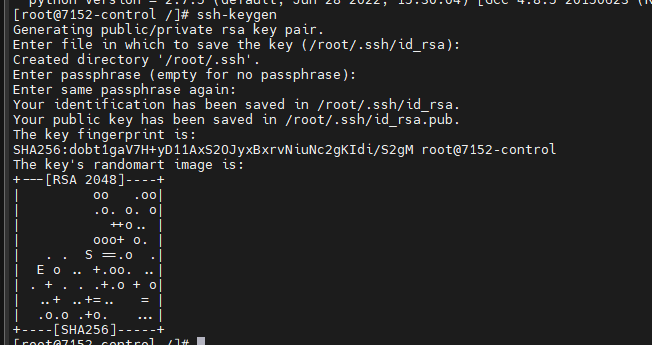 python version = 2.7.5 (default, Jun 28 2022, 15:30:04) [GCC 4.8.5 20150623 (R
[root@7152-control /]# ssh-keygen
Generating public/private rsa key pair.
Enter file in which to save the key (/root/.ssh/id_rsa):
Created directory '/root/.ssh'.
Enter passphrase (empty for no passphrase):
Enter same passphrase again:
Your identification has been saved in /root/.ssh/id_rsa.
Your public key has been saved in /root/.ssh/id_rsa.pub.
The key fingerprint is:
SHA256:dobt1gaV7H+yD11AxS2OJyxBxrvNiuNc2gKIdi/S2gM root@7152-control
The key's randomart image is:
+---[RSA 2048]----+
|         oo   .oo|
|         .o. o. o|
|           ++o.. |
|         ooo+ o. |
|   . .  S ==.o  .|
|  E o .. +.oo. ..|
| . + . . .+.o + o|
|  ..+ ..+=..   = |
|  .o.o .+o.   ...|
+----[SHA256]-----+
[root@7152-control /]#